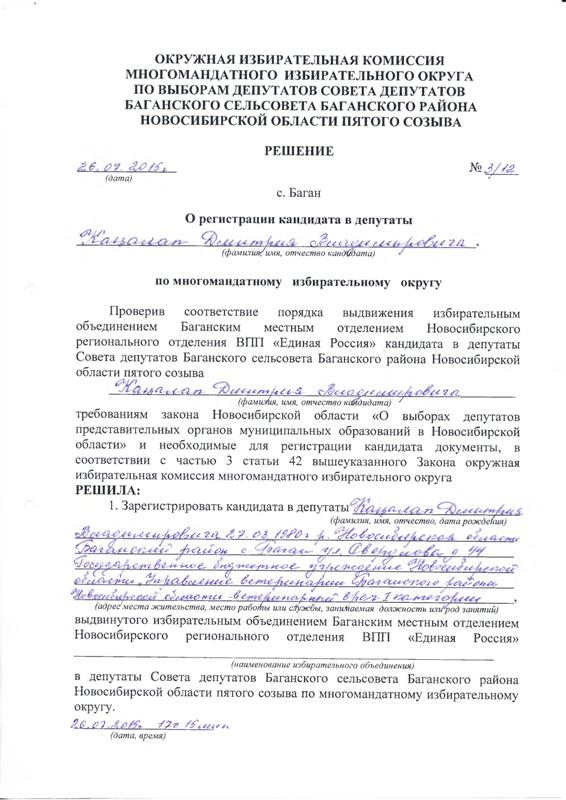 ОКРУЖНАЯ ИЗБИРАТЕЛЬНАЯ КОМИССИЯ
МНОГОМАНДАТНОГО ИЗБИРАТЕЛЬНОГО ОКРУГА
ПО ВЫБОРАМ ДЕПУТАТОВ СОВЕТА ДЕПУТАТОВ
БАГАНСКОГО СЕЛЬСОВЕТА БАГАНСКОГО РАЙОНА
НОВОСИБИРСКОЙ ОБЛАСТИ ПЯТОГО СОЗЫВА
РЕШЕНИЕ
26.07.2015г. № 3/12
(дата)
с. Баган
О регистрации кандидата в депутаты
Кацалап Дмитрия Владимировича,
(фамилия, имя, отчество кандидата)
по многомандатному избирательному округу
Проверив соответствие порядка выдвижения избирательным
объединением Баганским местным отделением Новосибирского
регионального отделения ВПП «Единая Россия» кандидата в депутаты
Совета депутатов Баганского сельсовета Баганского района Новосибирской
области пятого созыва
Кацалап Дмитрия Владимировича
(фамилия, имя, отчество кандидата)
требованиям закона Новосибирской области «О выборах депутатов
представительных органов муниципальных образований в Новосибирской
области» и необходимые для регистрации кандидата документы, в
соответствии с частью 3 статьи 42 вышеуказанного Закона окружная
избирательная комиссия многомандатного избирательного округа
РЕШИЛА:
1. Зарегистрировать кандидата в депутаты Кацалап Дмитрия
(фамилия, имя, отчество, дата рождения)
Владимировича 27.03.1980г.р. Новосибирская область
Баганский район с. Баган ул. Свердлова д 44
Государственное бюджетное учреждение Новосибирской
области „Управление ветеринарии Баганского района
Новосибирской области" - ветеринарный врач I категории,
(адрес места жительства, место работы или службы, занимаемая должность или род занятий)
выдвинутого избирательным объединением Баганским местным отделением
Новосибирского регионального отделения ВПП «Единая Россия»
(наименование избирательного объединения)
в депутаты Совета депутатов Баганского сельсовета Баганского района
Новосибирской области пятого созыва по многомандатному избирательному
округу.
26.07.2015г. 17ч 15мин
(дата, время)